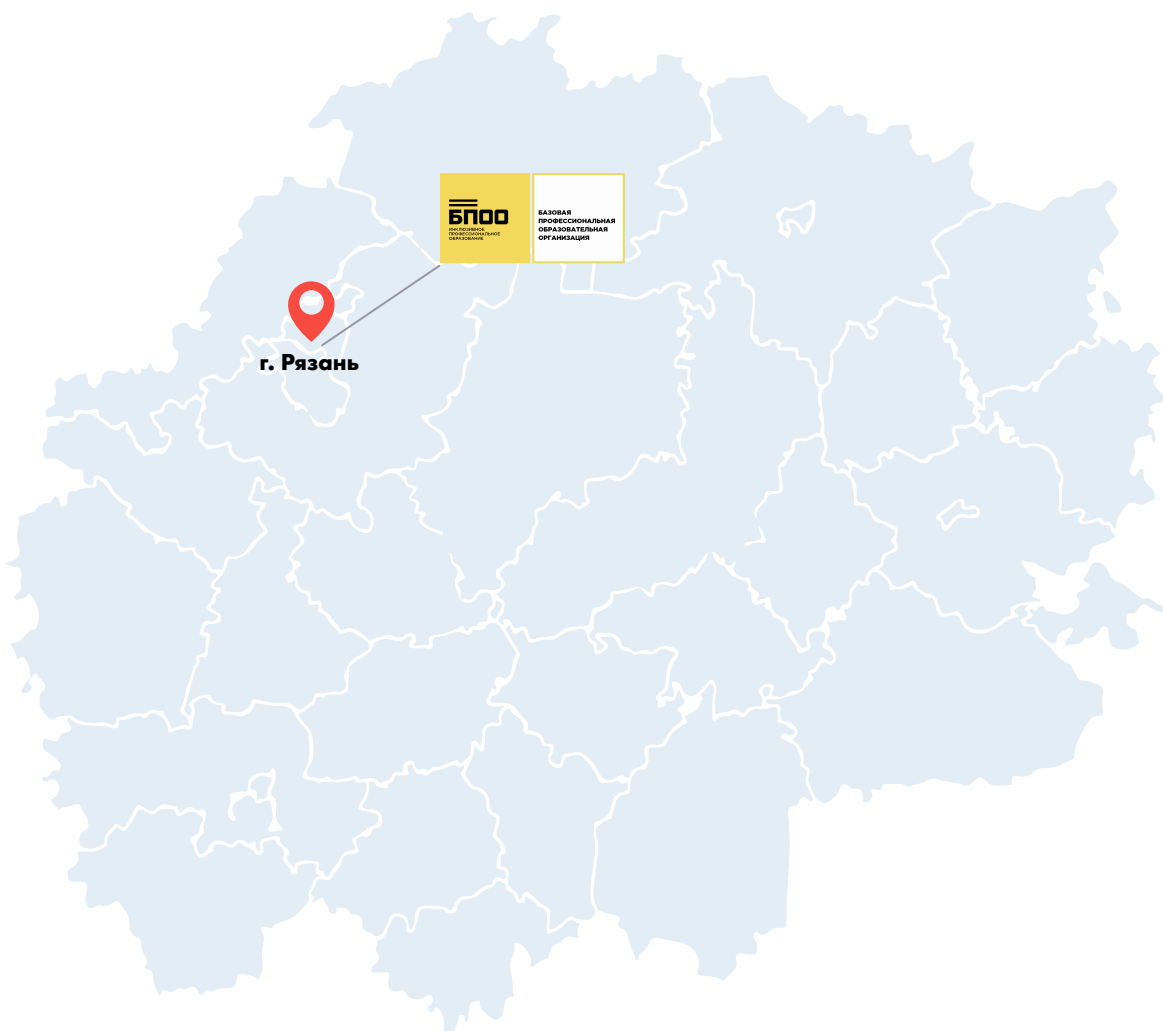 БПОО
ИНКЛЮЗИВНОЕ
ПРОФЕССИОНАЛЬНОЕ
ОБРАЗОВАНИЕ
БАЗОВАЯ
ПРОФЕССИОНАЛЬНАЯ
ОБРАЗОВАТЕЛЬНАЯ
ОРГАНИЗАЦИЯ
г. Рязань